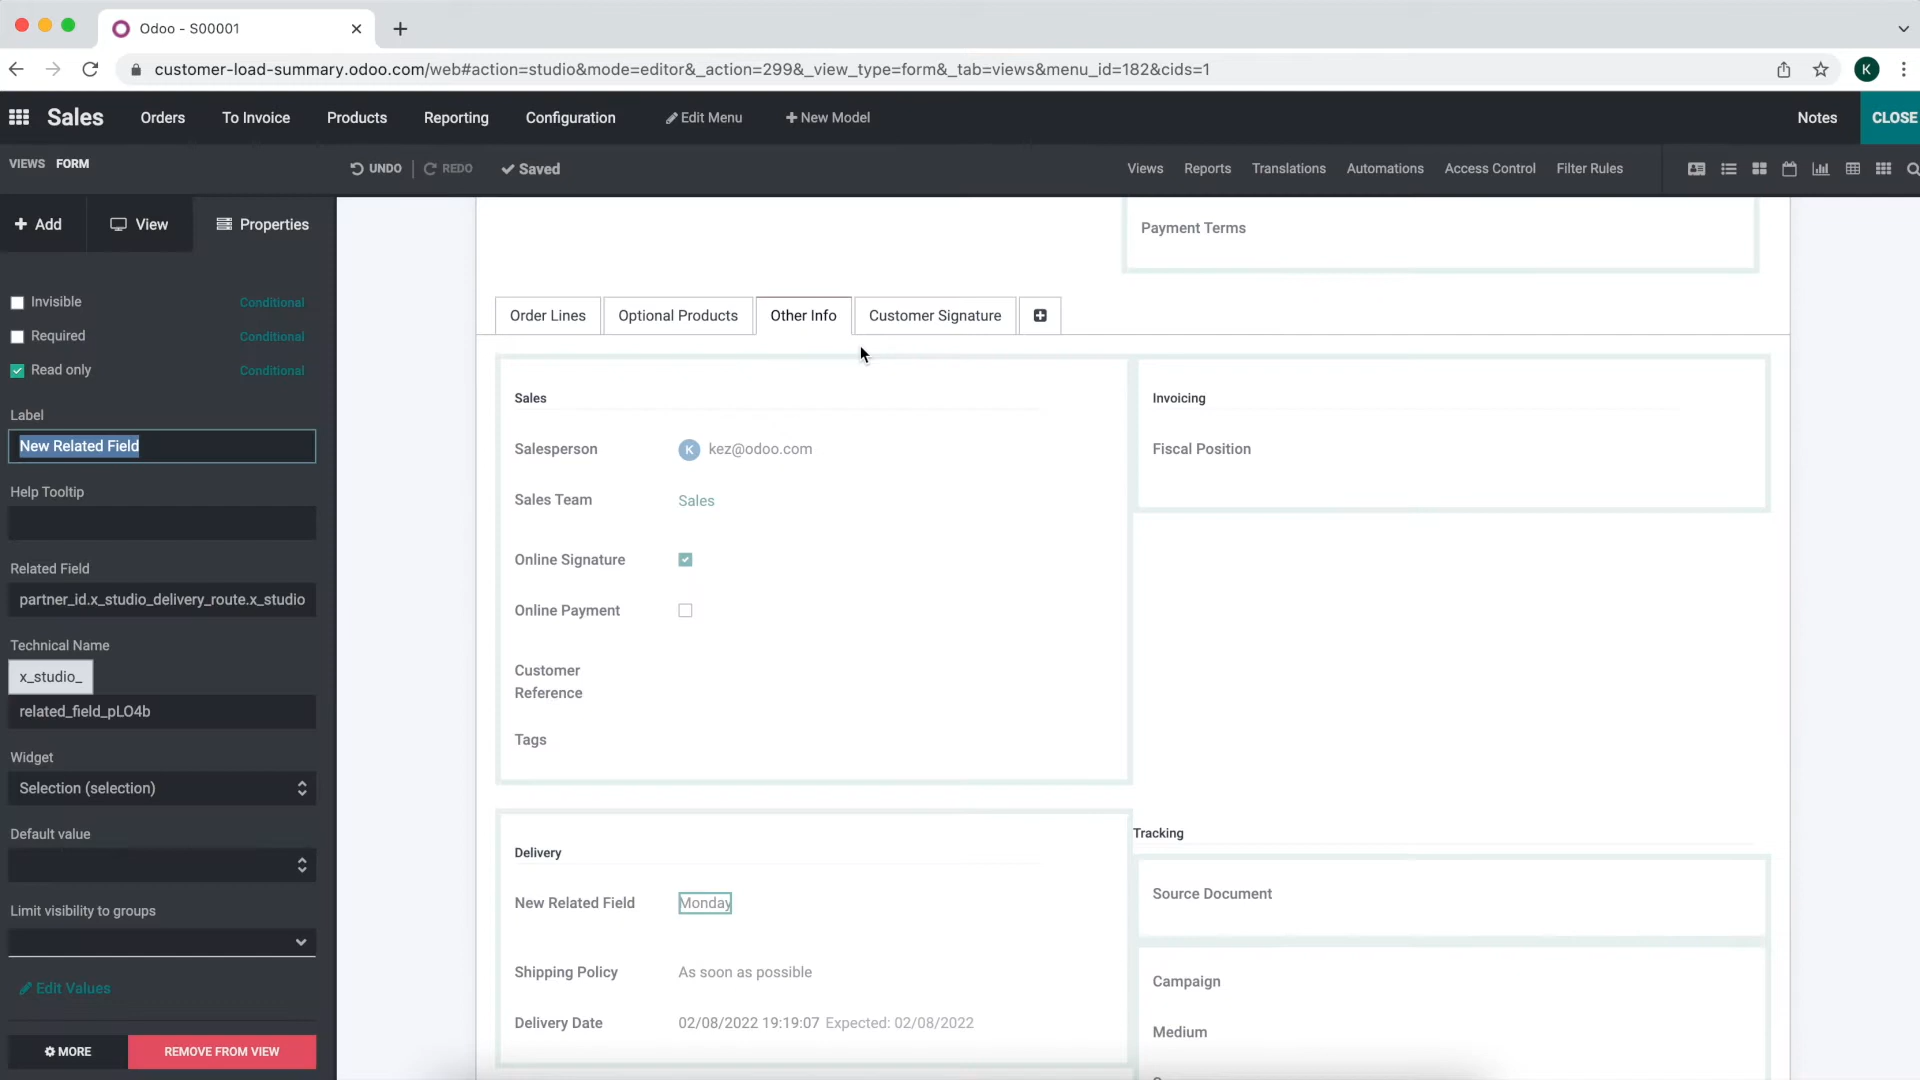 Odoo - S00001
customer-load-summary.odoo.com/web#action=studio&mode=editor&_action=299&_view_type=form&_tab=views&menu_id=182&cids=1
K
Sales
Orders
To Invoice
Products
Reporting
Configuration
Edit Menu
New Model
Notes
CLOSE
VIEWS FORM
UNDO
REDO
Saved
Views
Reports
Translations
Automations
Access Control
Filter Rules
Add
View
Properties
Invisible
Conditional
Required
Conditional
Read only
Conditional
Label
New Related Field
Help Tooltip
Related Field
partner_id.x_studio_delivery_route.x_studio
Technical Name
x_studio_
related_field_pLO4b
Widget
Selection (selection)
Default value
Limit visibility to groups
Edit Values
MORE
REMOVE FROM VIEW
Payment Terms
Order Lines
Optional Products
Other Info
Customer Signature
Sales
Salesperson
K kez@odoo.com
Sales Team
Sales
Online Signature
Online Payment
Customer
Reference
Tags
Invoicing
Fiscal Position
Delivery
New Related Field
Monday
Shipping Policy
As soon as possible
Delivery Date
02/08/2022 19:19:07 Expected: 02/08/2022
Tracking
Source Document
Campaign
Medium